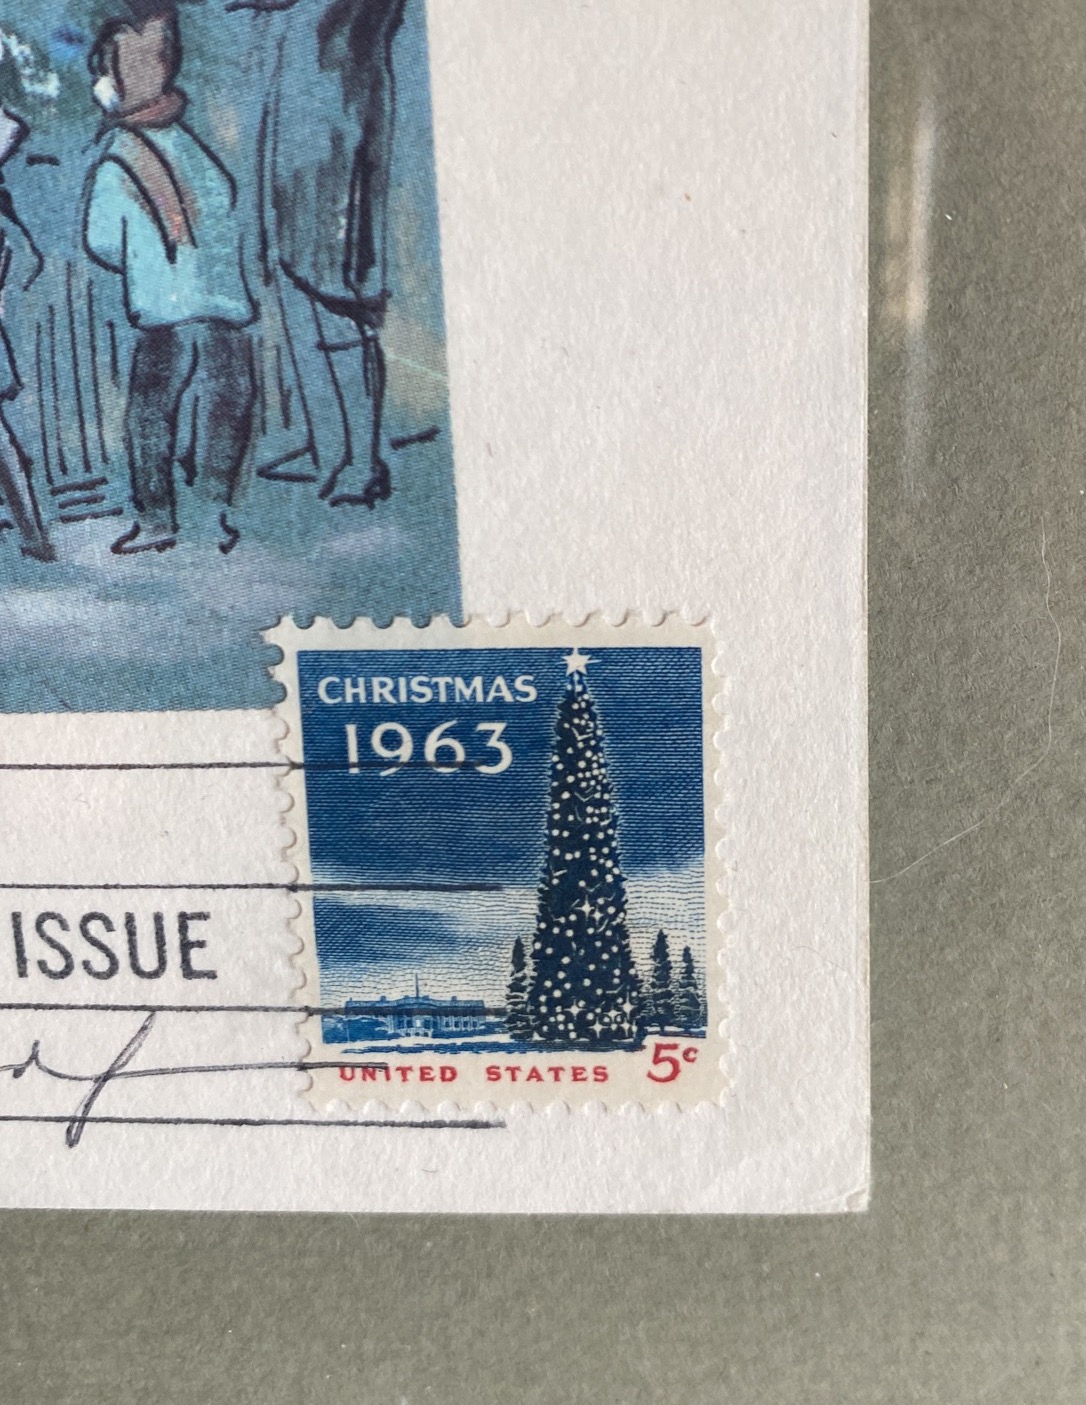 CHRISTMAS
1963
ISSUE
UNITED STATES 5c